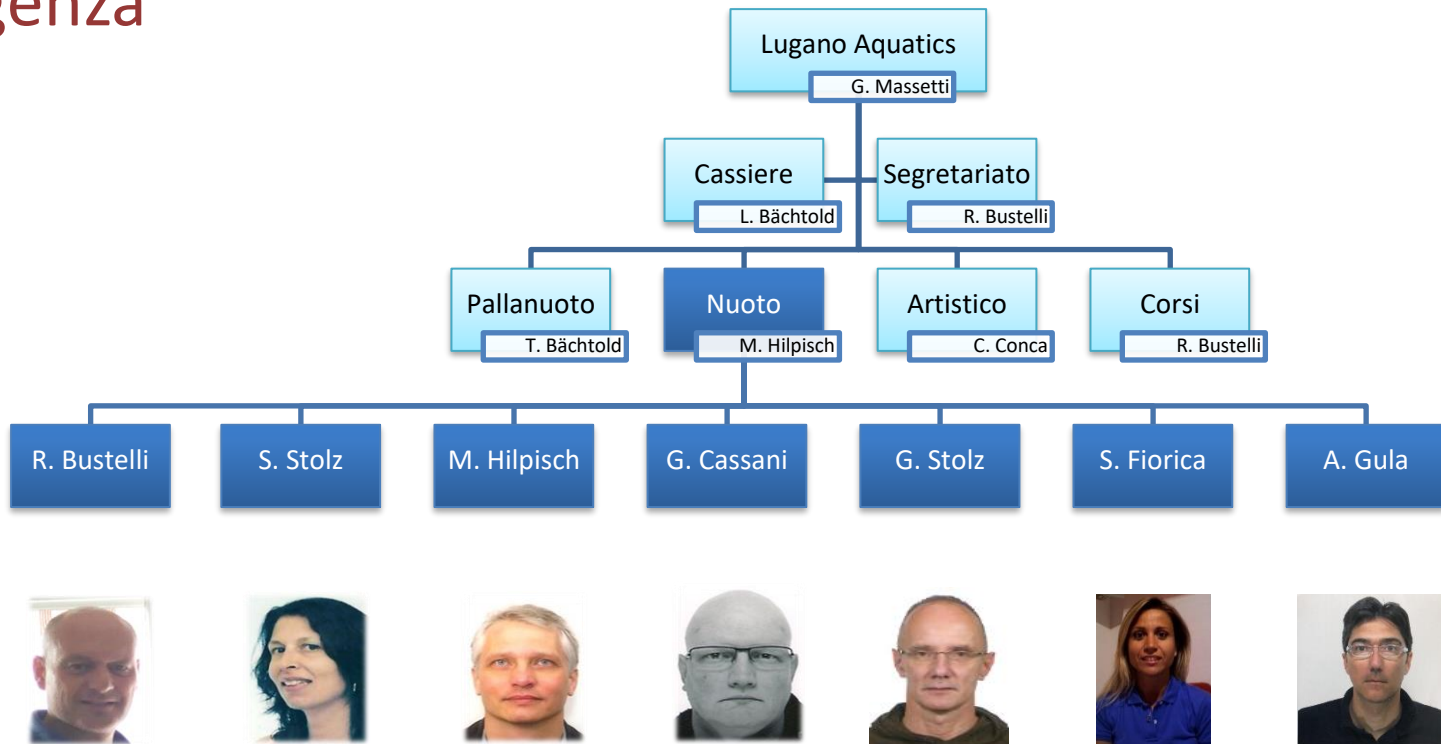 genza
Lugano Aquatics
G. Massetti
Cassiere
L. Bächtold
Segretariato
R. Bustelli
Pallanuoto
T. Bächtold
Nuoto
M. Hilpisch
Artistico
C. Conca
Corsi
R. Bustelli
R. Bustelli
S. Stolz
M. Hilpisch
G. Cassani
G. Stolz
S. Fiorica
A. Gula